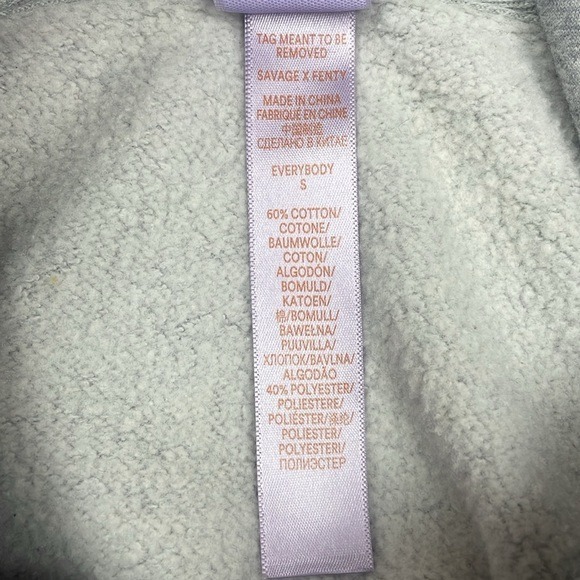 TAG MEANT TO BE
REMOVED
SAVAGE X FENTY
MADE IN CHINA
FABRIQUÉ EN CHINE
中国制造
СДЕЛАНО В КИТАЕ
EVERYBODY
S
60% COTTON/
COTONE/
BAUMWOLLE/
COTON/
ALGODÓN/
BOMULD/
KATOEN/
棉/BOMULL/
BAWEŁNA/
PUUVILLA/
ХЛОПОК/BAVLNA/
ALGODÃO
40% POLYESTER/
POLIESTERE/
POLIÉSTER/涤纶/
POLIESTER/
POLYESTERI/
ПОЛИЭСТЕР